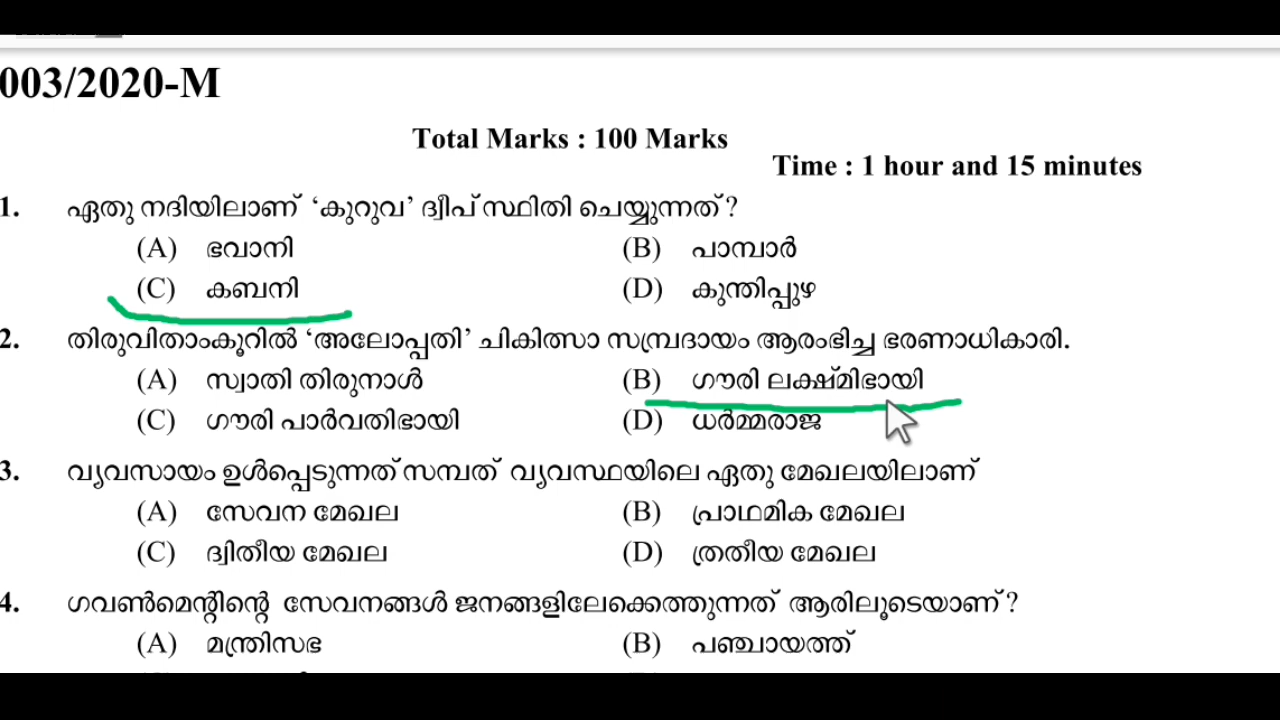 003/2020-M
Total Marks : 100 Marks
Time : 1 hour and 15 minutes
1. ഏതു നദിയിലാണ് ‘കുറുവ’ ദ്വീപ് സ്ഥിതി ചെയ്യുന്നത് ?
(A) ഭവാനി (B) പാമ്പാർ
(C) കബനി (D) കുന്തിപ്പുഴ
2. തിരുവിതാംകൂറിൽ ‘അലോപ്പതി’ ചികിത്സാ സമ്പ്രദായം ആരംഭിച്ച ഭരണാധികാരി.
(A) സ്വാതി തിരുനാൾ (B) ഗൗരി ലക്ഷ്മിഭായി
(C) ഗൗരി പാർവതിഭായി (D) ധർമ്മരാജ
3. വ്യവസായം ഉൾപ്പെടുന്നത് സമ്പത് വ്യവസ്ഥയിലെ ഏതു മേഖലയിലാണ്
(A) സേവന മേഖല (B) പ്രാഥമിക മേഖല
(C) ദ്വിതീയ മേഖല (D) ത്രതീയ മേഖല
4. ഗവൺമെന്റിന്റെ സേവനങ്ങൾ ജനങ്ങളിലേക്കെത്തുന്നത് ആരിലൂടെയാണ് ?
(A) മന്ത്രിസഭ (B) പഞ്ചായത്ത്